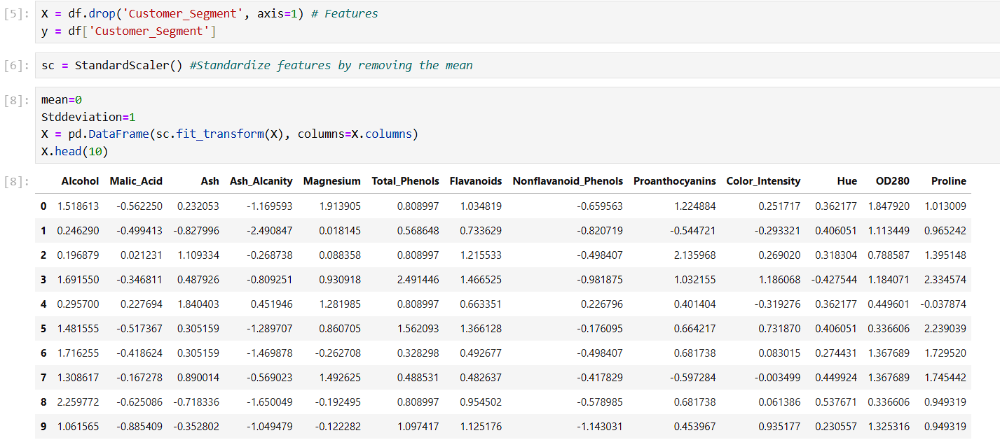 [5]: X = df.drop('Customer_Segment', axis=1) # Features
y = df['Customer_Segment']
[6]: sc = StandardScaler() #Standardize features by removing the mean
[8]: mean=0
Stddeviation=1
X = pd.DataFrame(sc.fit_transform(X), columns=X.columns)
X.head(10)
[8]: Alcohol Malic_Acid Ash Ash_Alcanity Magnesium Total_Phenols Flavanoids Nonflavanoid_Phenols Proanthocyanins Color_Intensity Hue OD280 Proline
0 1.518613 -0.562250 0.232053 -1.169593 1.913905 0.808997 1.034819 -0.659563 1.224884 0.251717 0.362177 1.847920 1.013009
1 0.246290 -0.499413 -0.827996 -2.490847 0.018145 0.568648 0.733629 -0.820719 -0.544721 -0.293321 0.406051 1.113449 0.965242
2 0.196879 0.021231 1.109334 -0.268738 0.088358 0.808997 1.215533 -0.498407 2.135968 0.269020 0.318304 0.788587 1.395148
3 1.691550 -0.346811 0.487926 -0.809251 0.930918 2.491446 1.466525 -0.981875 1.032155 1.186068 -0.427544 1.184071 2.334574
4 0.295700 0.227694 1.840403 0.451946 1.281985 0.808997 0.663351 0.226796 0.401404 -0.319276 0.362177 0.449601 -0.037874
5 1.481555 -0.517367 0.305159 -1.289707 0.860705 1.562093 1.366128 -0.176095 0.664217 0.731870 0.406051 0.336606 2.239039
6 1.716255 -0.418624 0.305159 -1.469878 -0.262708 0.328298 0.492677 -0.498407 0.681738 0.083015 0.274431 1.367689 1.729520
7 1.308617 -0.167278 0.890014 -0.569023 1.492625 0.488531 0.482637 -0.417829 -0.597284 -0.003499 0.449924 1.367689 1.745442
8 2.259772 -0.625086 -0.718336 -1.650049 -0.192495 0.808997 0.954502 -0.578985 0.681738 0.061386 0.537671 0.336606 0.949319
9 1.061565 -0.885409 -0.352802 -1.049479 -0.122282 1.097417 1.125176 -1.143031 0.453967 0.935177 0.230557 1.325316 0.949319